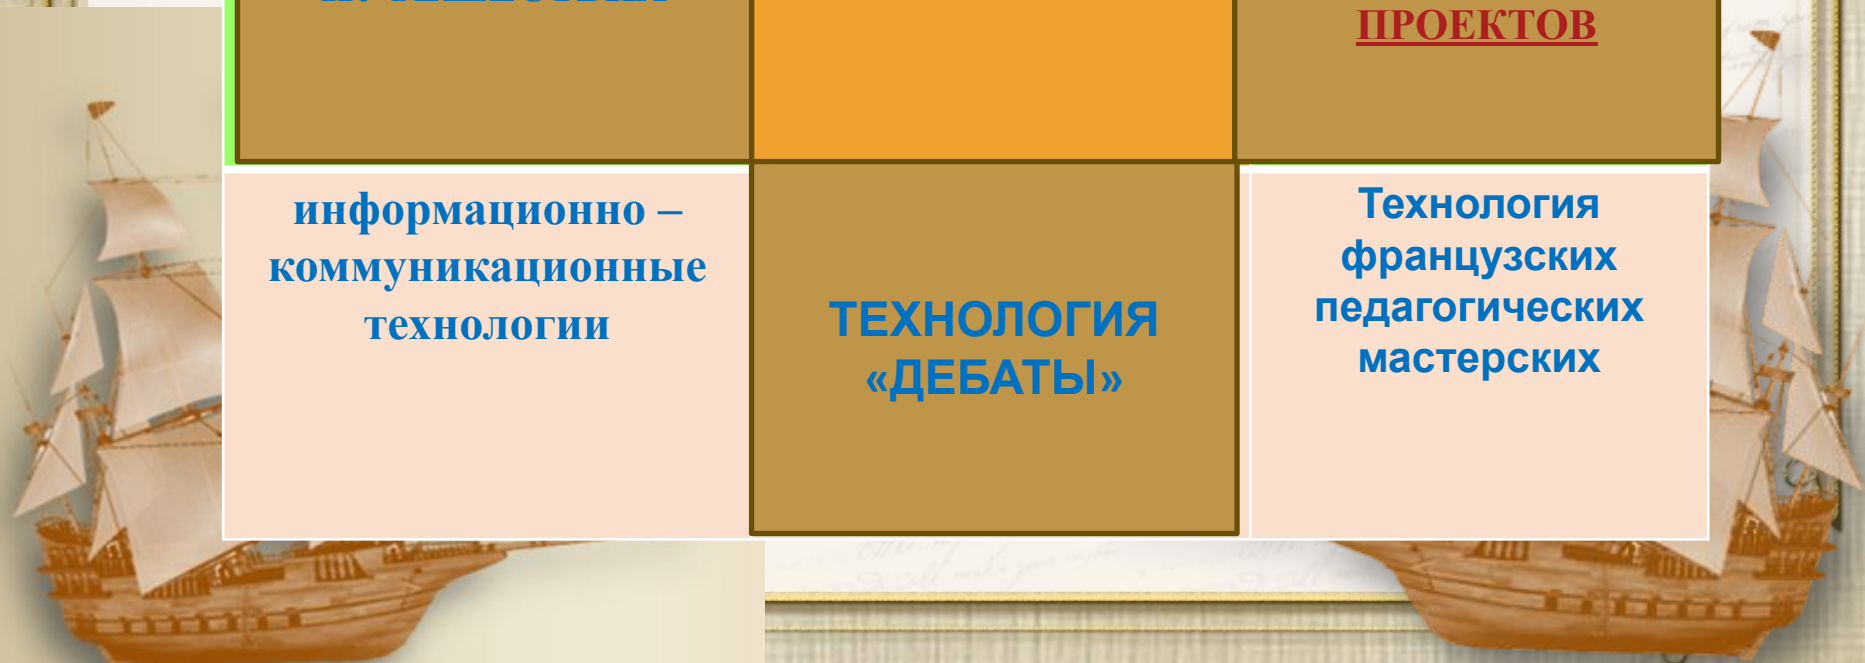 ПРОЕКТОВ
информационно –
коммуникационные
технологии
ТЕХНОЛОГИЯ
«ДЕБАТЫ»
Технология
французских
педагогических
мастерских